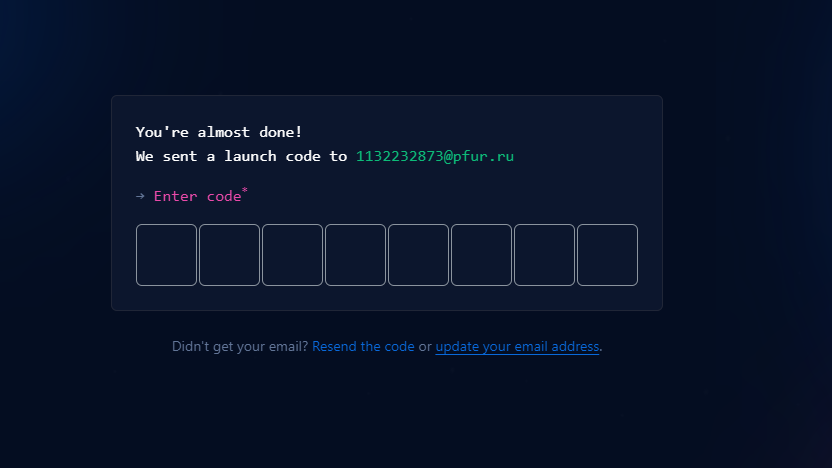 You're almost done!
We sent a launch code to 1132232873@pfur.ru
→ Enter code*
Didn't get your email? Resend the code or update your email address.